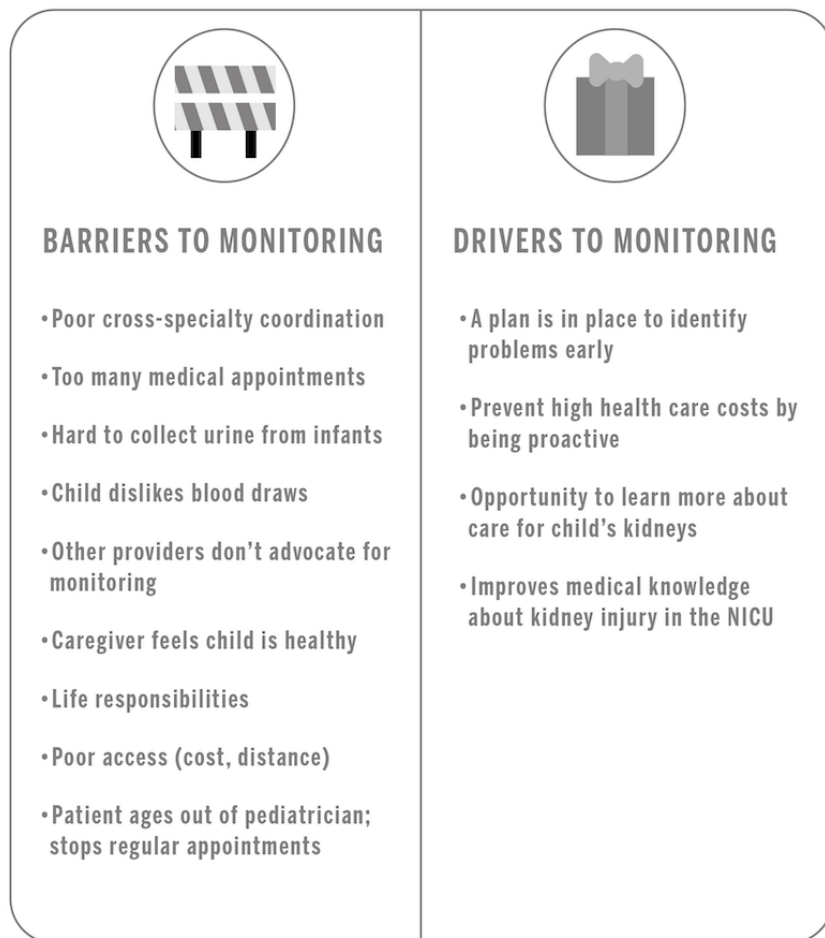 BARRIERS TO MONITORING
•Poor cross-specialty coordination
•Too many medical appointments
•Hard to collect urine from infants
•Child dislikes blood draws
•Other providers don’t advocate for
monitoring
•Caregiver feels child is healthy
•Life responsibilities
•Poor access (cost, distance)
•Patient ages out of pediatrician;
stops regular appointments
DRIVERS TO MONITORING
•A plan is in place to identify
problems early
•Prevent high health care costs by
being proactive
•Opportunity to learn more about
care for child’s kidneys
•Improves medical knowledge
about kidney injury in the NICU